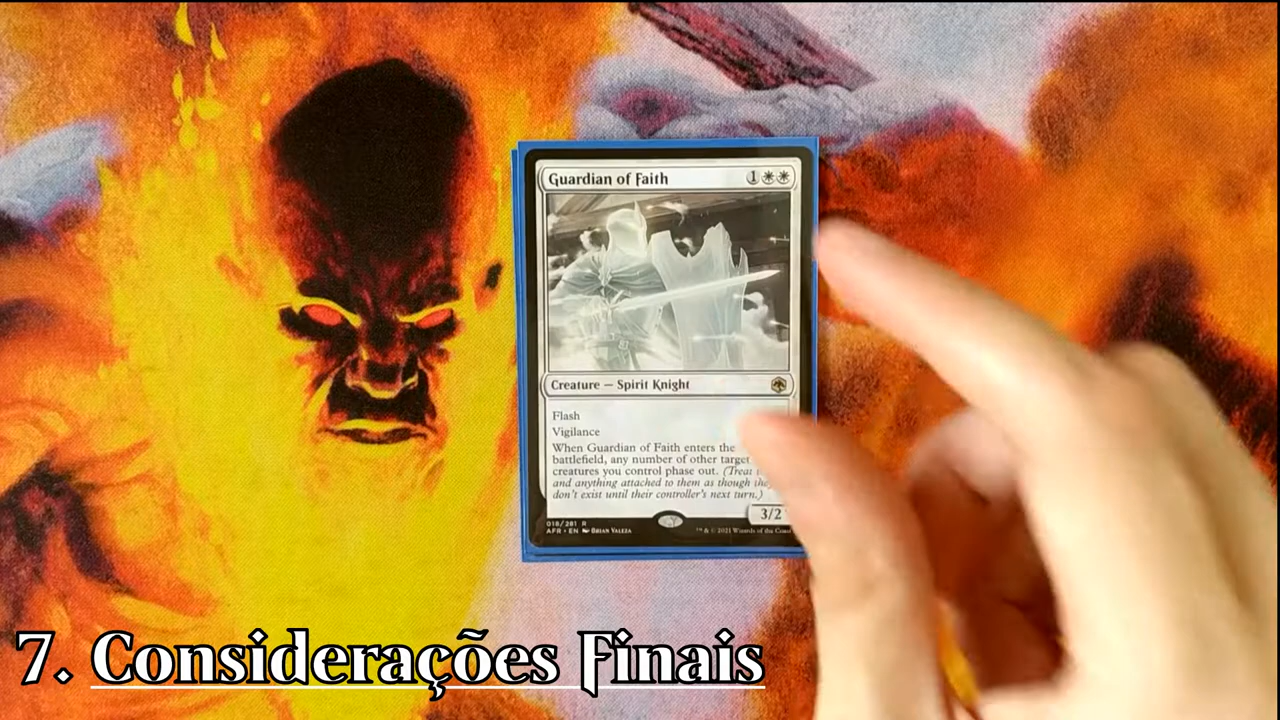 Guardian of Faith 1
Creature — Spirit Knight
Flash
Vigilance
When Guardian of Faith enters the
battlefield, any number of other target
creatures you control phase out. (Treat
and anything attached to them as though they
don't exist until their controller's next turn.)
3/2
018/281 R
AFR • EN BRIAN VALEZA
™ & © 2021 Wizards of the Coast
7. Considerações Finais